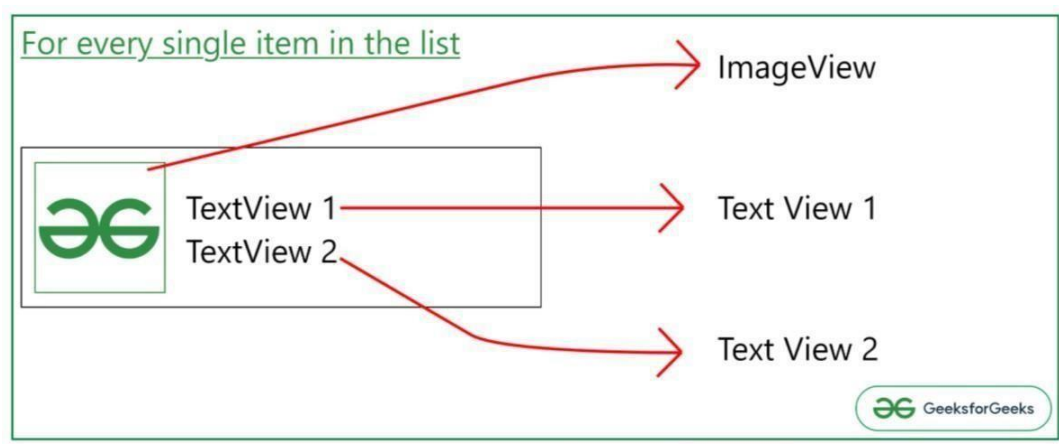 For every single item in the list
ImageView
TextView 1
Text View 1
TextView 2
Text View 2
GeeksforGeeks